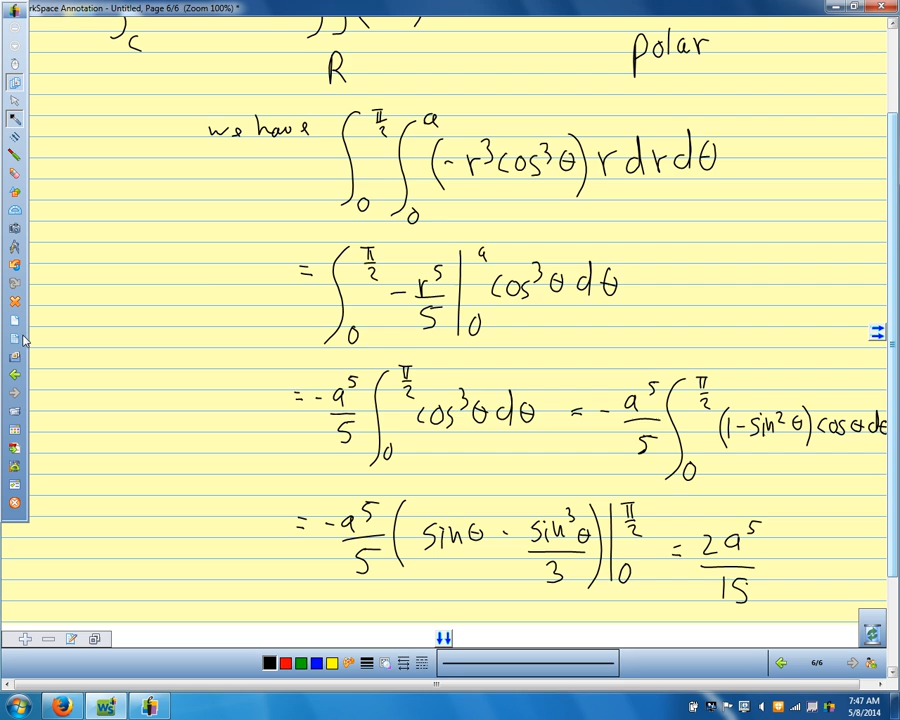 rkSpace Annotation - Untitled, Page 6/6 (Zoom 100%) *
∫_C ∬
R
polar
we have ∫_0^{π/2} ∫_0^a (-r³cos³θ) r dr dθ
= ∫_0^{π/2} - r⁵/5 |_0^a cos³θ dθ
= -a⁵/5 ∫_0^{π/2} cos³θ dθ = - a⁵/5 ∫_0^{π/2} (1-sin²θ) cosθ dθ
= -a⁵/5 (sinθ - sin³θ/3)|_0^{π/2} = 2a⁵/15
6/6
7:47 AM
5/8/2014